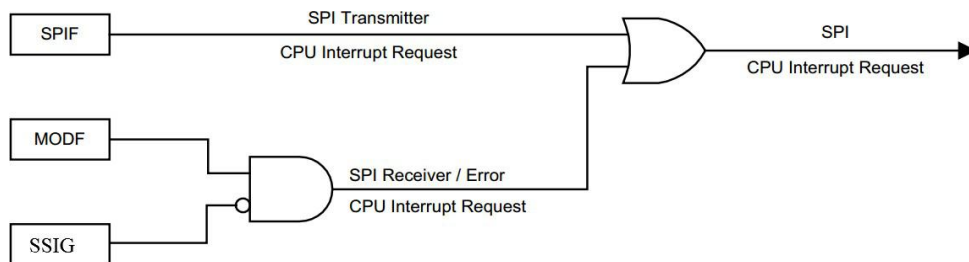 SPIF
SPI Transmitter
CPU Interrupt Request
SPI
CPU Interrupt Request
MODF
SPI Receiver / Error
CPU Interrupt Request
SSIG